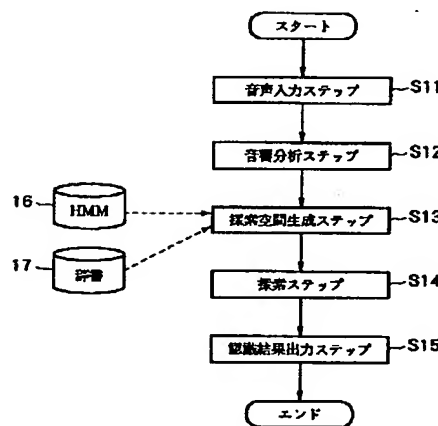 スタート
音声入力ステップ S11
音響分析ステップ S12
16 HMM
探索空間生成ステップ S13
17 辞書
探索ステップ S14
認識結果出力ステップ S15
エンド